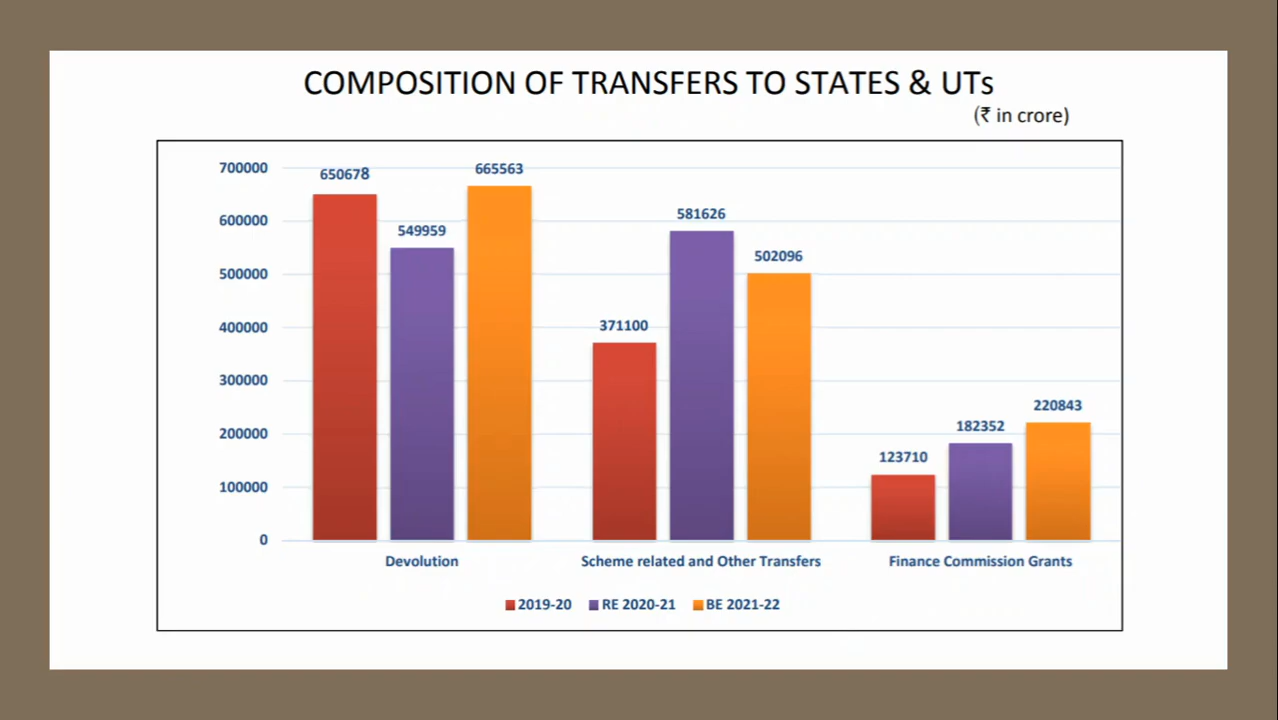 COMPOSITION OF TRANSFERS TO STATES & UTs
(₹ in crore)
700000
600000
500000
400000
300000
200000
100000
0
650678
549959
665563
371100
581626
502096
123710
182352
220843
Devolution
Scheme related and Other Transfers
Finance Commission Grants
2019-20 RE 2020-21 BE 2021-22